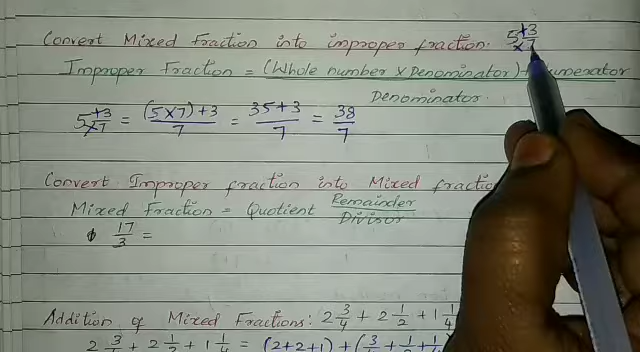 Convert Mixed Fraction into improper fraction. 5 +3/×7
Improper Fraction = (Whole number × Denominator) + Numerator
Denominator.
5 +3/×7 = (5×7)+3/7 = 35+3/7 = 38/7
Convert Improper fraction into Mixed fractio
Mixed Fraction = Quotient Remainder/Divisor
17/3 =
Addition of Mixed Fractions: 2 3/4 + 2 1/2 + 1 1/4
2 3/4 + 2 1/2 + 1 1/4 = (2+2+1) + (3/4 + 1/2 + 1/4